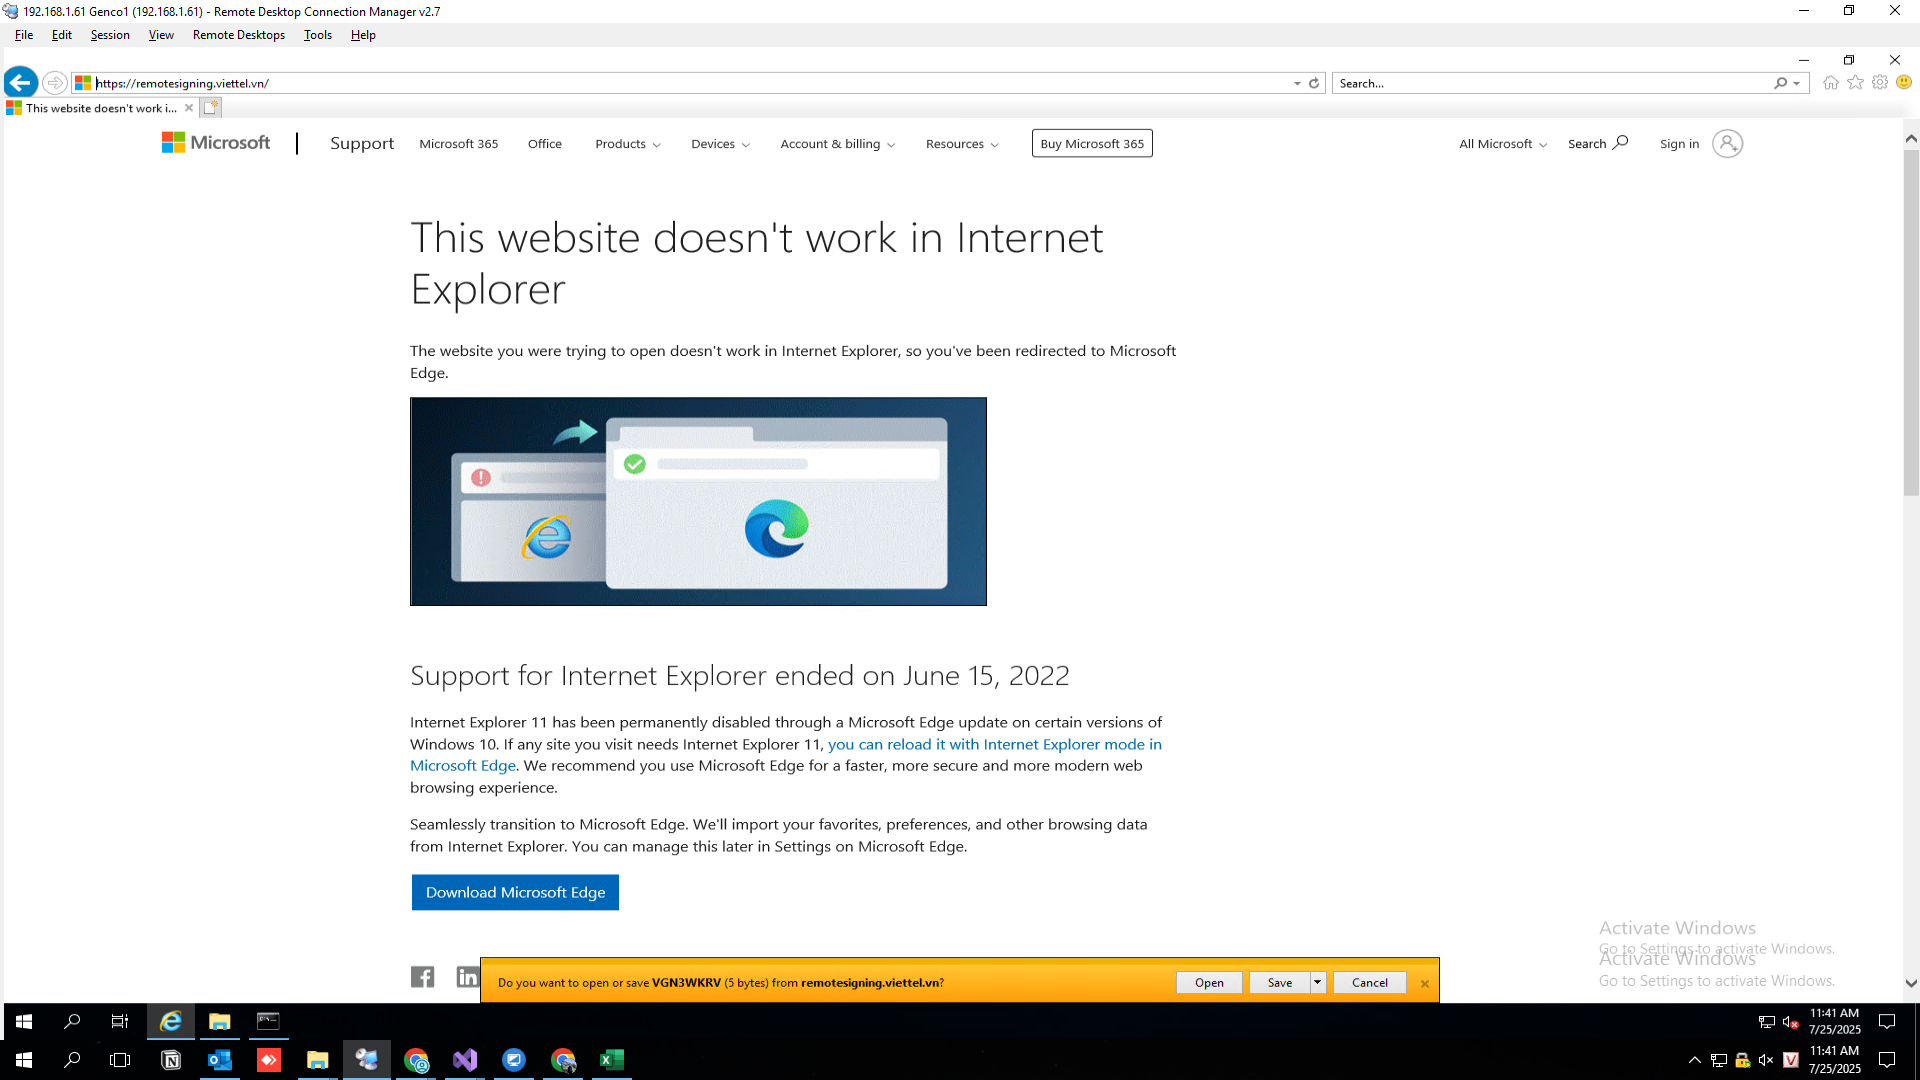 192.168.1.61 Genco1 (192.168.1.61) - Remote Desktop Connection Manager v2.7
File Edit Session View Remote Desktops Tools Help
https://remotesigning.viettel.vn/
Search...
This website doesn't work i...
Microsoft
Support
Microsoft 365
Office
Products
Devices
Account & billing
Resources
Buy Microsoft 365
All Microsoft
Search
Sign in
This website doesn't work in Internet
Explorer
The website you were trying to open doesn't work in Internet Explorer, so you've been redirected to Microsoft
Edge.
Support for Internet Explorer ended on June 15, 2022
Internet Explorer 11 has been permanently disabled through a Microsoft Edge update on certain versions of
Windows 10. If any site you visit needs Internet Explorer 11, you can reload it with Internet Explorer mode in
Microsoft Edge. We recommend you use Microsoft Edge for a faster, more secure and more modern web
browsing experience.
Seamlessly transition to Microsoft Edge. We'll import your favorites, preferences, and other browsing data
from Internet Explorer. You can manage this later in Settings on Microsoft Edge.
Download Microsoft Edge
Activate Windows
Go to Settings to activate Windows.
Activate Windows
Go to Settings to activate Windows.
Do you want to open or save VGN3WKRV (5 bytes) from remotesigning.viettel.vn?
Open
Save
Cancel
11:41 AM
7/25/2025
11:41 AM
7/25/2025